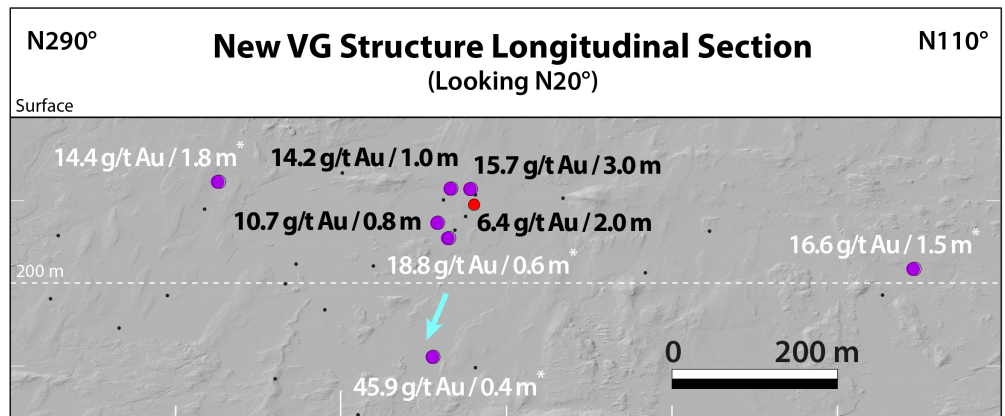 N290°
New VG Structure Longitudinal Section
N110°
(Looking N20°)
Surface
14.4 g/t Au / 1.8 m*
14.2 g/t Au / 1.0 m
15.7 g/t Au / 3.0 m
10.7 g/t Au / 0.8 m
6.4 g/t Au / 2.0 m
16.6 g/t Au / 1.5 m*
18.8 g/t Au / 0.6 m*
200 m
0 200 m
45.9 g/t Au / 0.4 m*